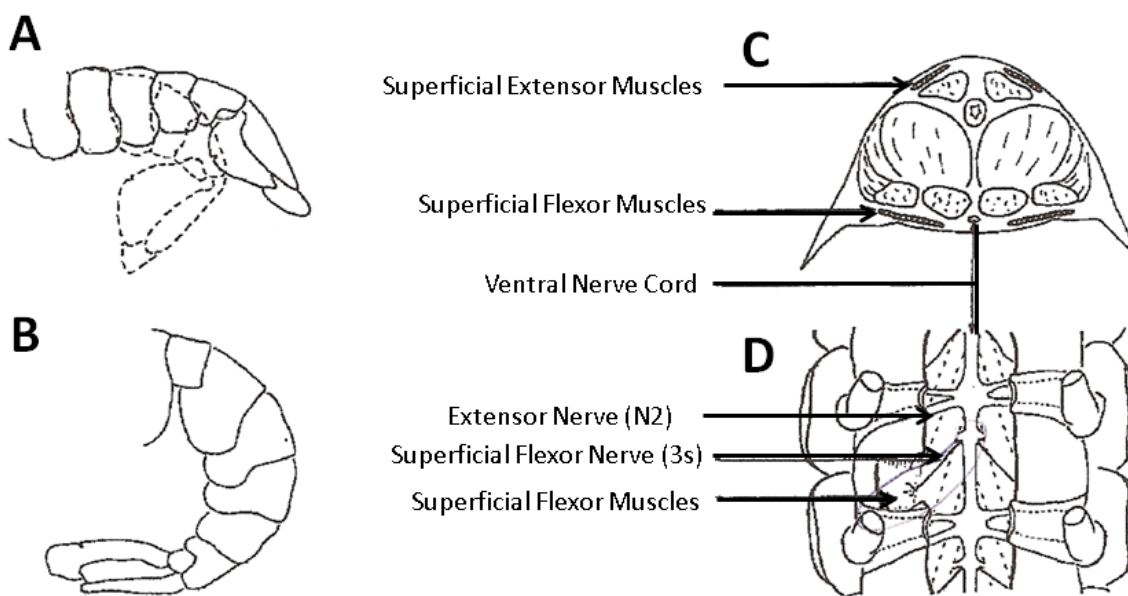 A
C
Superficial Extensor Muscles
Superficial Flexor Muscles
Ventral Nerve Cord
B
D
Extensor Nerve (N2)
Superficial Flexor Nerve (3s)
Superficial Flexor Muscles